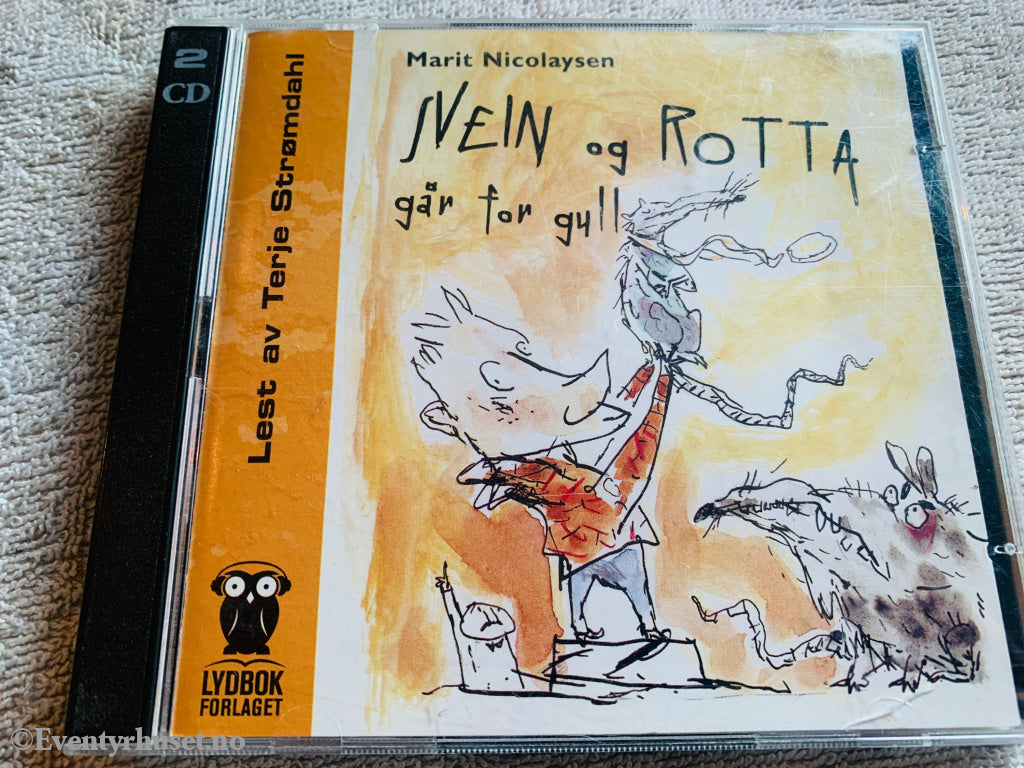 2
CD
Lest av Terje Strømdahl
Marit Nicolaysen
SVEIN og ROTTA
går for gull
LYDBOK
FORLAGET
©Eventyrhuset.no